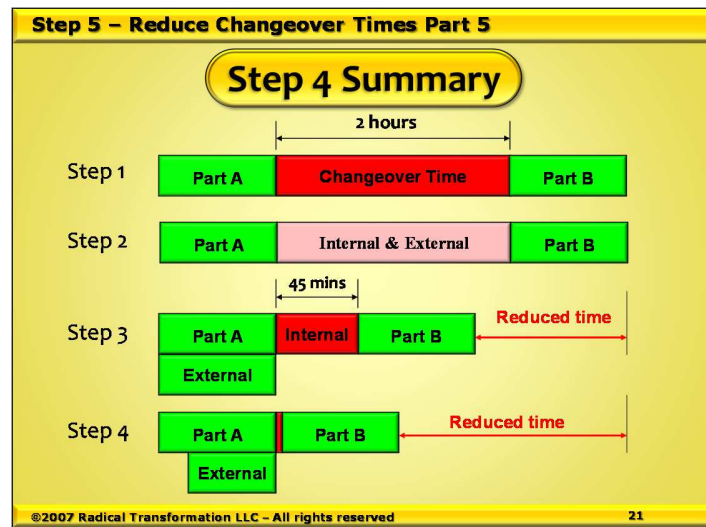 Step 5 – Reduce Changeover Times Part 5
Step 4 Summary
2 hours
Step 1
Part A
Changeover Time
Part B
Step 2
Part A
Internal & External
Part B
45 mins
Step 3
Part A
Internal
Part B
Reduced time
External
Step 4
Part A
Part B
Reduced time
External
©2007 Radical Transformation LLC – All rights reserved
21